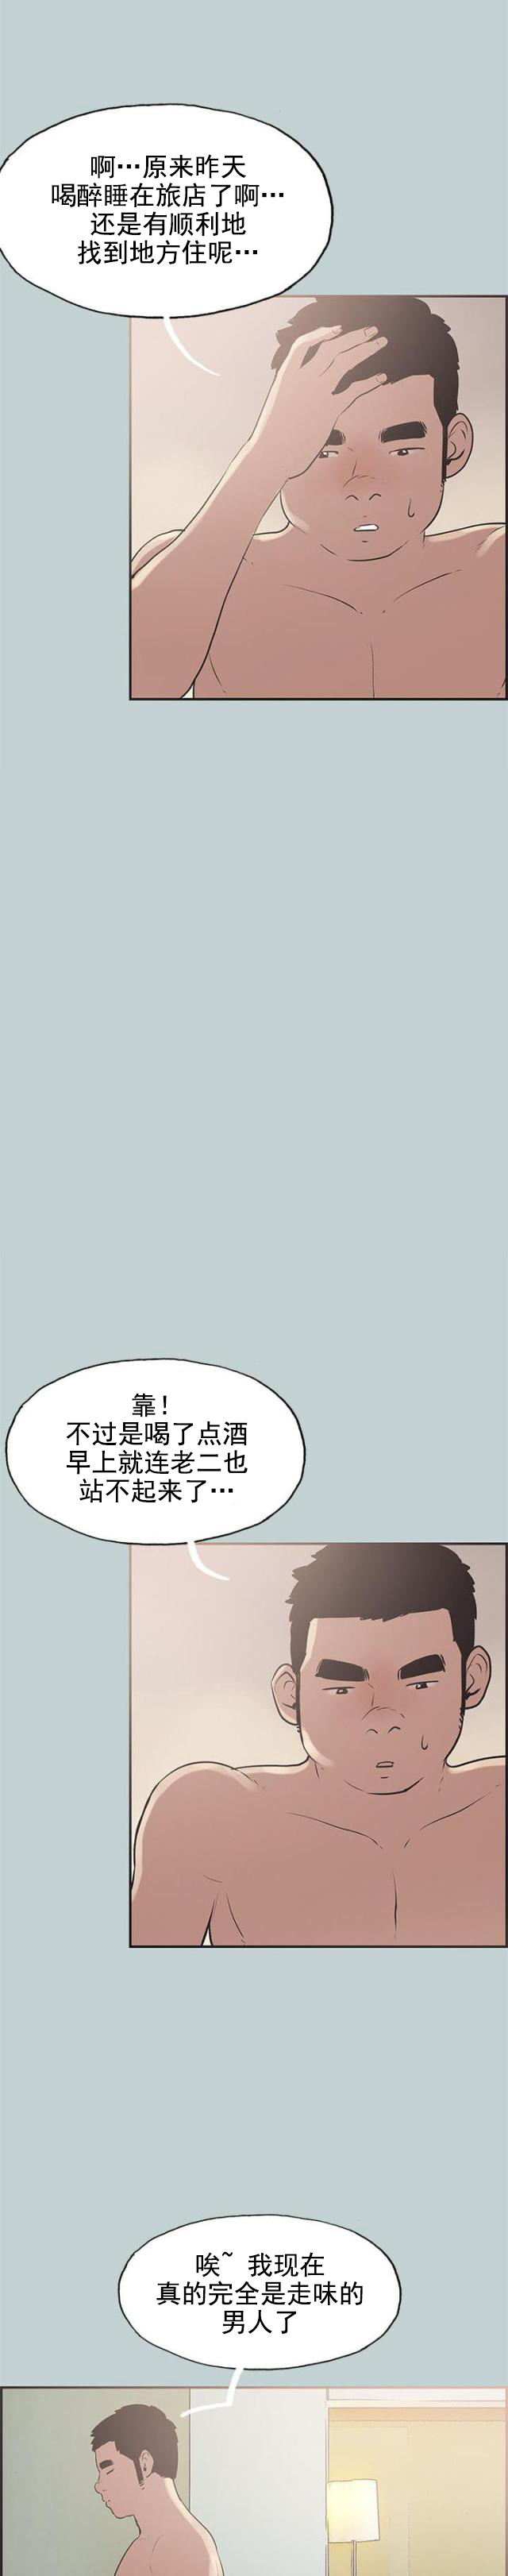 啊…原来昨天
喝醉睡在旅店了啊…
还是有顺利地
找到地方住呢…
靠!
不过是喝了点酒
早上就连老二也
站不起来了…
唉~ 我现在
真的完全是走味的
男人了